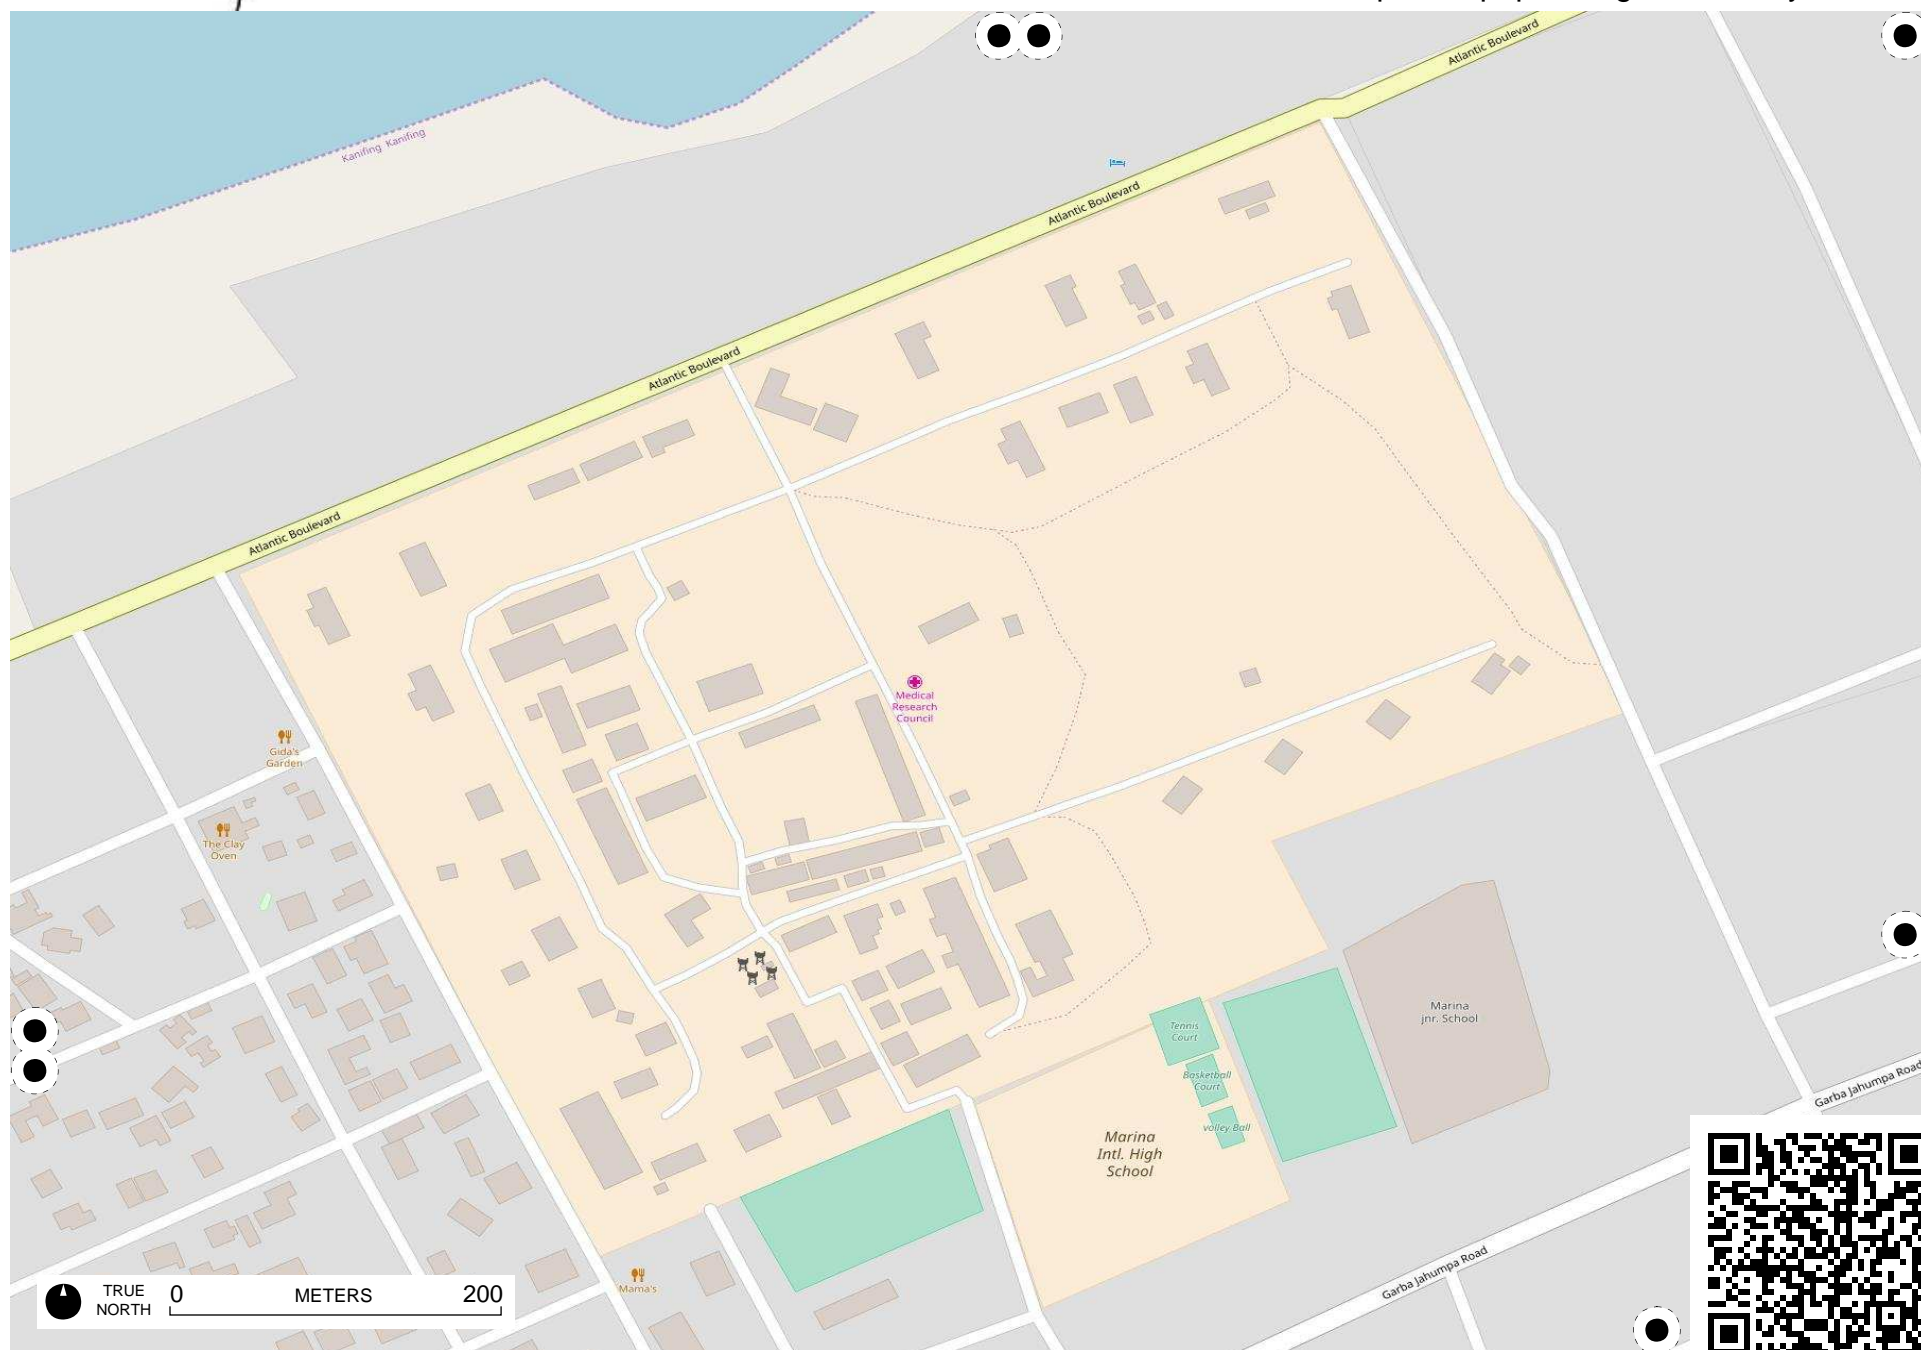 Atlantic Boulevard
Kanifing Kanifing
Atlantic Boulevard
Atlantic Boulevard
Atlantic Boulevard
Medical
Research
Council
Gida's
Garden
The Clay
Oven
Marina
jnr. School
Tennis
Court
Basketball
Court
volley Ball
Garba Jahumpa Road
Marina
Intl. High
School
Garba Jahumpa Road
Mama's
TRUE
NORTH
0 METERS 200